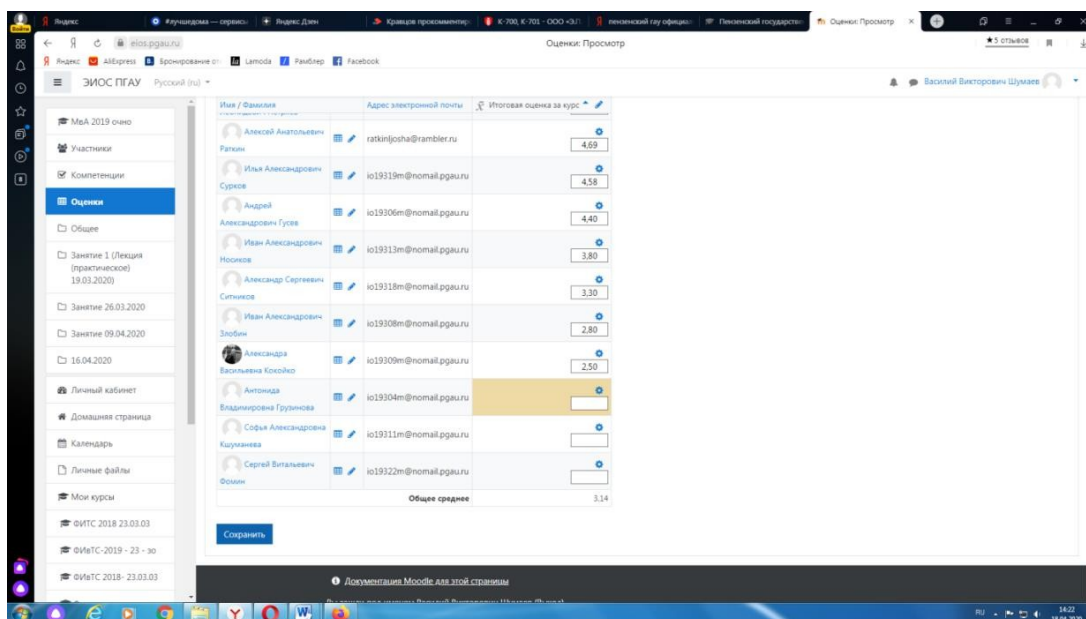 Яндекс
#лучшедома — сервисы
Яндекс Дзен
Кравцов прокомментир
К-700, К-701 - ООО «ЭЛ
пензенский гау официал
Пензенский государстве
Оценки: Просмотр
Войти
elos.pgau.ru
Оценки: Просмотр
★5 отзывов
Яндекс
AliExpress
Бронирование от
Lamoda
Рамблер
Facebook
ЭИОС ПГАУ
Русский (ru)
Василий Викторович Шумаев
МвА 2019 очно
Участники
Компетенции
Оценки
Общее
Занятие 1 (Лекция
(практическое)
19.03.2020)
Занятие 26.03.2020
Занятие 09.04.2020
16.04.2020
Личный кабинет
Домашняя страница
Календарь
Личные файлы
Мои курсы
ФИТС 2018 23.03.03
ФИвТС-2019 - 23 - зо
ФИвТС 2018- 23.03.03
Имя / Фамилия
Адрес электронной почты
Итоговая оценка за курс
Алексей Анатольевич
Раткин
ratkinljosha@rambler.ru
4,69
Илья Александрович
Сурков
io19319m@nomail.pgau.ru
4,58
Андрей
Александрович Гусев
io19306m@nomail.pgau.ru
4,40
Иван Александрович
Носиков
io19313m@nomail.pgau.ru
3,80
Александр Сергеевич
Ситников
io19318m@nomail.pgau.ru
3,30
Иван Александрович
Злобин
io19308m@nomail.pgau.ru
2,80
Александра
Васильевна Кокойко
io19309m@nomail.pgau.ru
2,50
Антонида
Владимировна Грузинова
io19304m@nomail.pgau.ru
Софья Александровна
Кшуманева
io19311m@nomail.pgau.ru
Сергей Витальевич
Фомин
io19322m@nomail.pgau.ru
Общее среднее
3,14
Сохранить
Документация Moodle для этой страницы
RU
14:22
18.04.2020